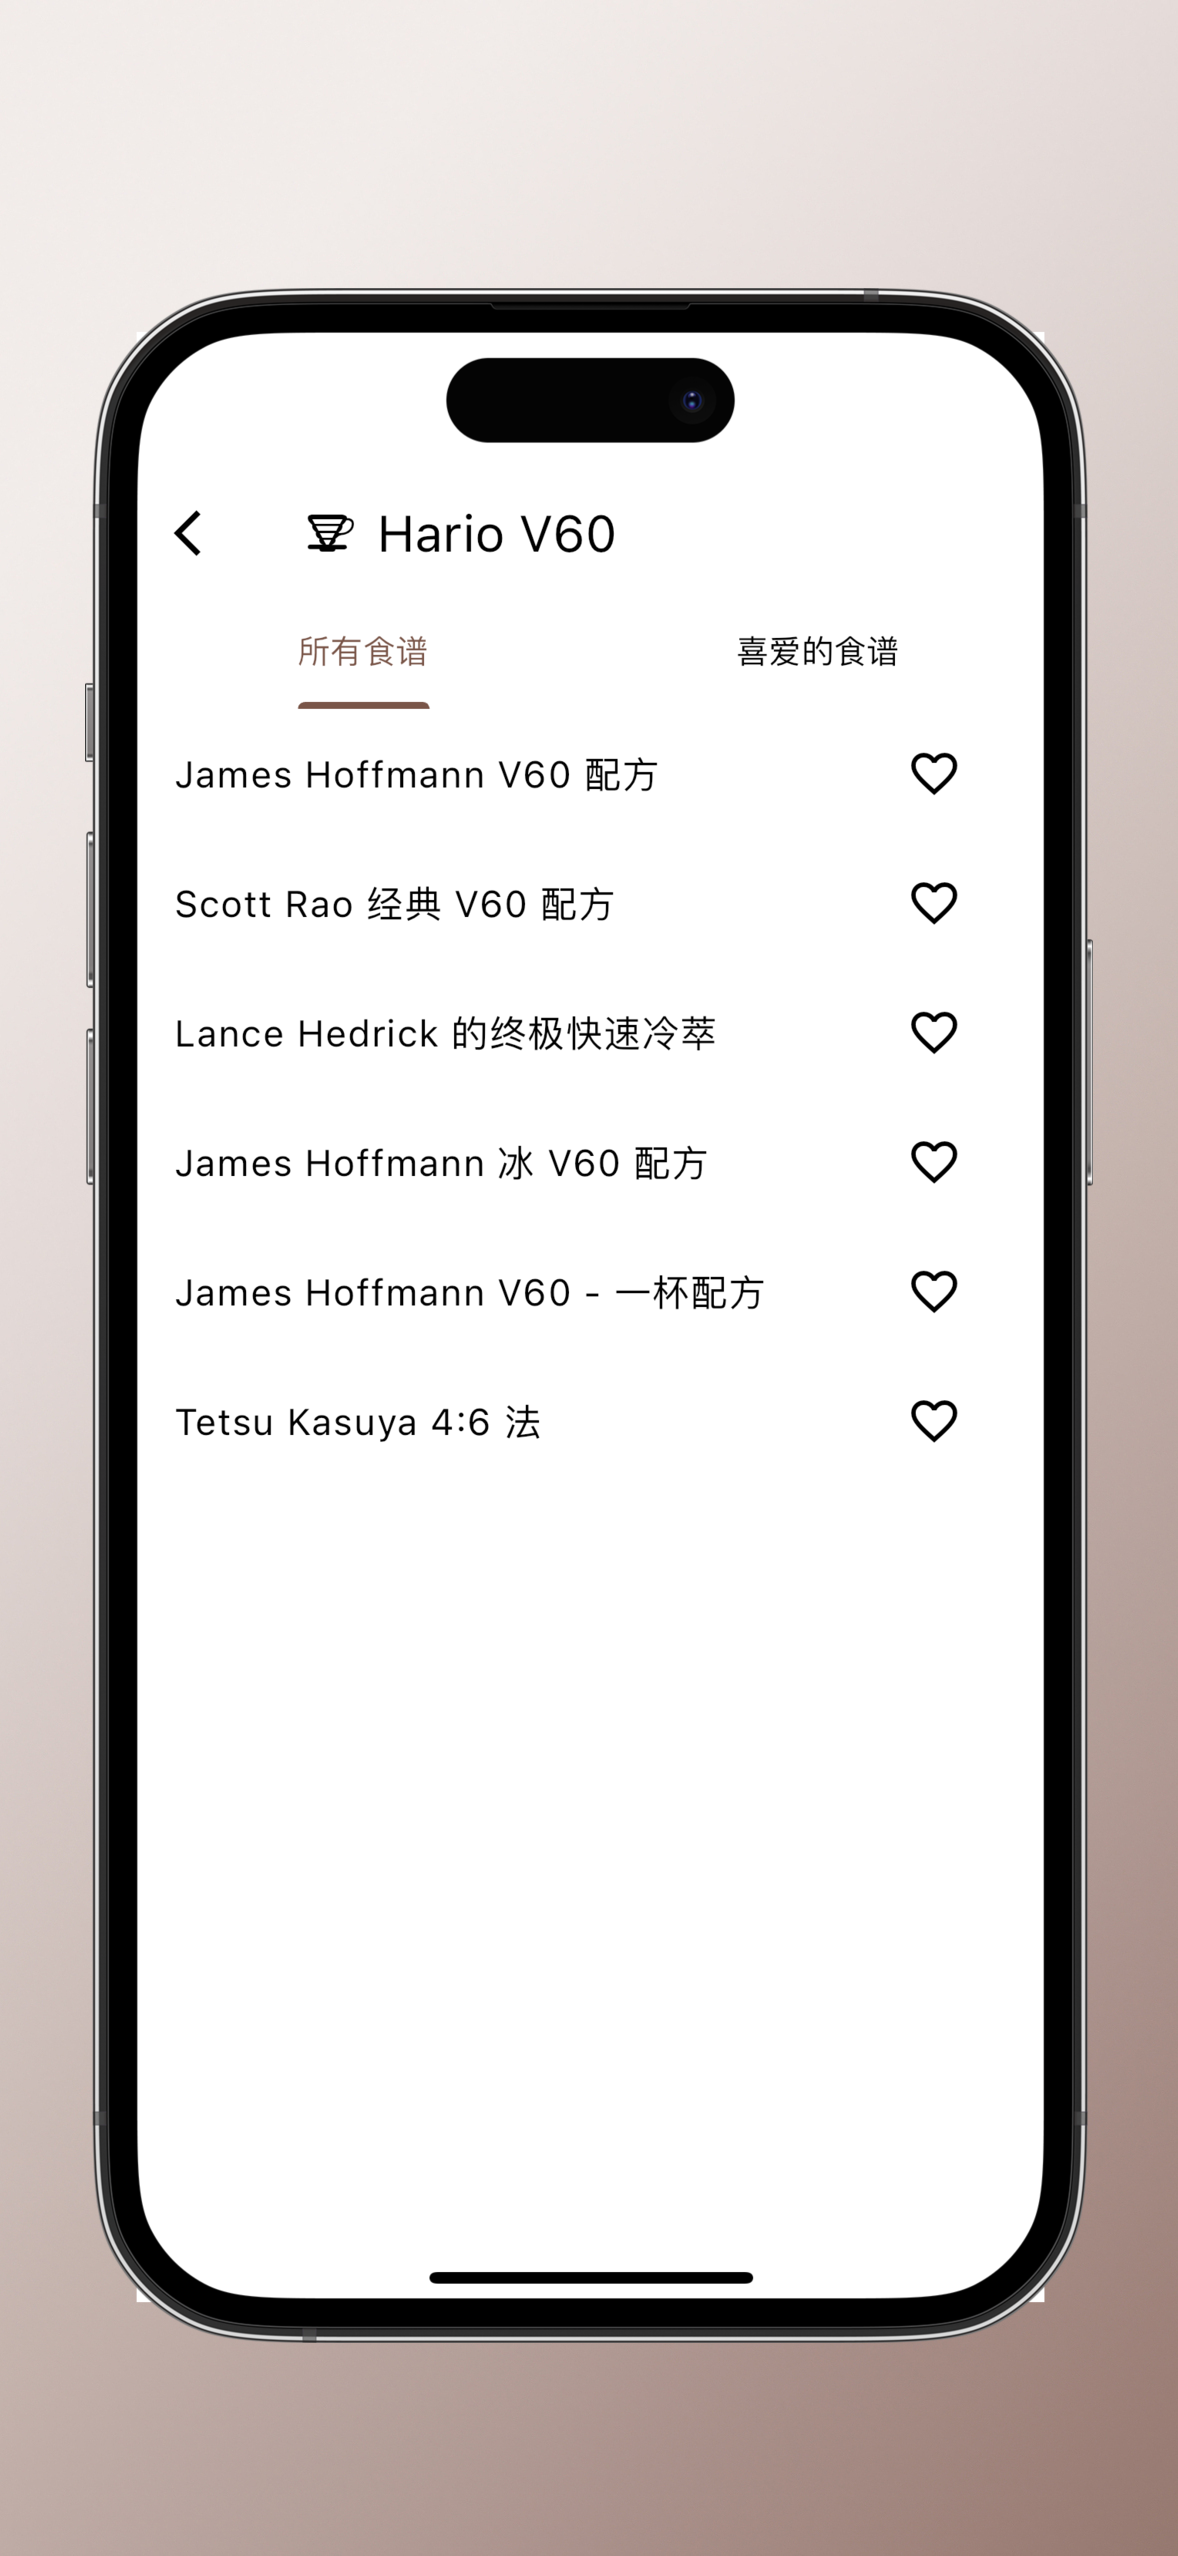 Hario V60
所有食谱 喜爱的食谱
James Hoffmann V60 配方
Scott Rao 经典 V60 配方
Lance Hedrick 的终极快速冷萃
James Hoffmann 冰 V60 配方
James Hoffmann V60 - 一杯配方
Tetsu Kasuya 4:6 法